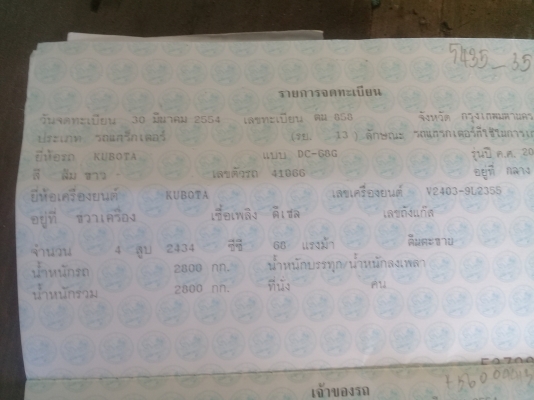 5435-35
รายการจดทะเบียน
วันจดทะเบียน 30 มีนาคม 2554 เลขทะเบียน ตฒ 858 จังหวัด กรุงเทพมหานคร
ประเภท รถแทรกเตอร์ (รย. 13) ลักษณะ รถแทรกเตอร์ที่ใช้ในการเก
ยี่ห้อรถ KUBOTA แบบ DC-68G รุ่นปี ค.ศ. 20
สี ส้ม ขาว เลขตัวรถ 41066 อยู่ที่ กลาง
ยี่ห้อเครื่องยนต์ KUBOTA เลขเครื่องยนต์ V2403-9L2355
อยู่ที่ ขวาเครื่อง เชื้อเพลิง ดีเซล เลขถังแก๊ส
จำนวน 4 สูบ 2434 ซีซี 68 แรงม้า ตีนตะขาบ
น้ำหนักรถ 2800 กก. น้ำหนักบรรทุก/น้ำหนักลงเพลา
น้ำหนักรวม 2800 กก. ที่นั่ง คน
เจ้าของรถ